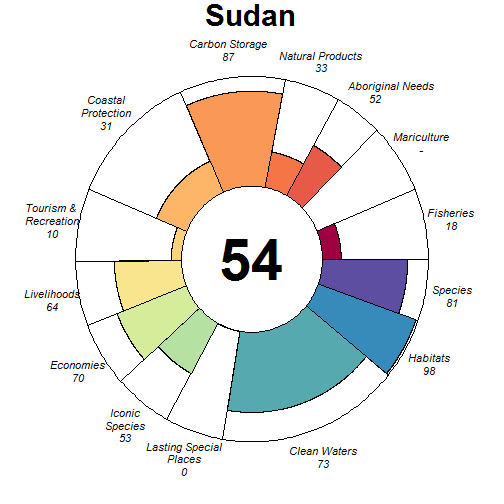 Sudan
Carbon Storage
87
Natural Products
33
Aboriginal Needs
52
Mariculture
-
Fisheries
18
Species
81
Habitats
98
Clean Waters
73
Lasting Special
Places
0
Iconic
Species
53
Economies
70
Livelihoods
64
Tourism &
Recreation
10
Coastal
Protection
31
54